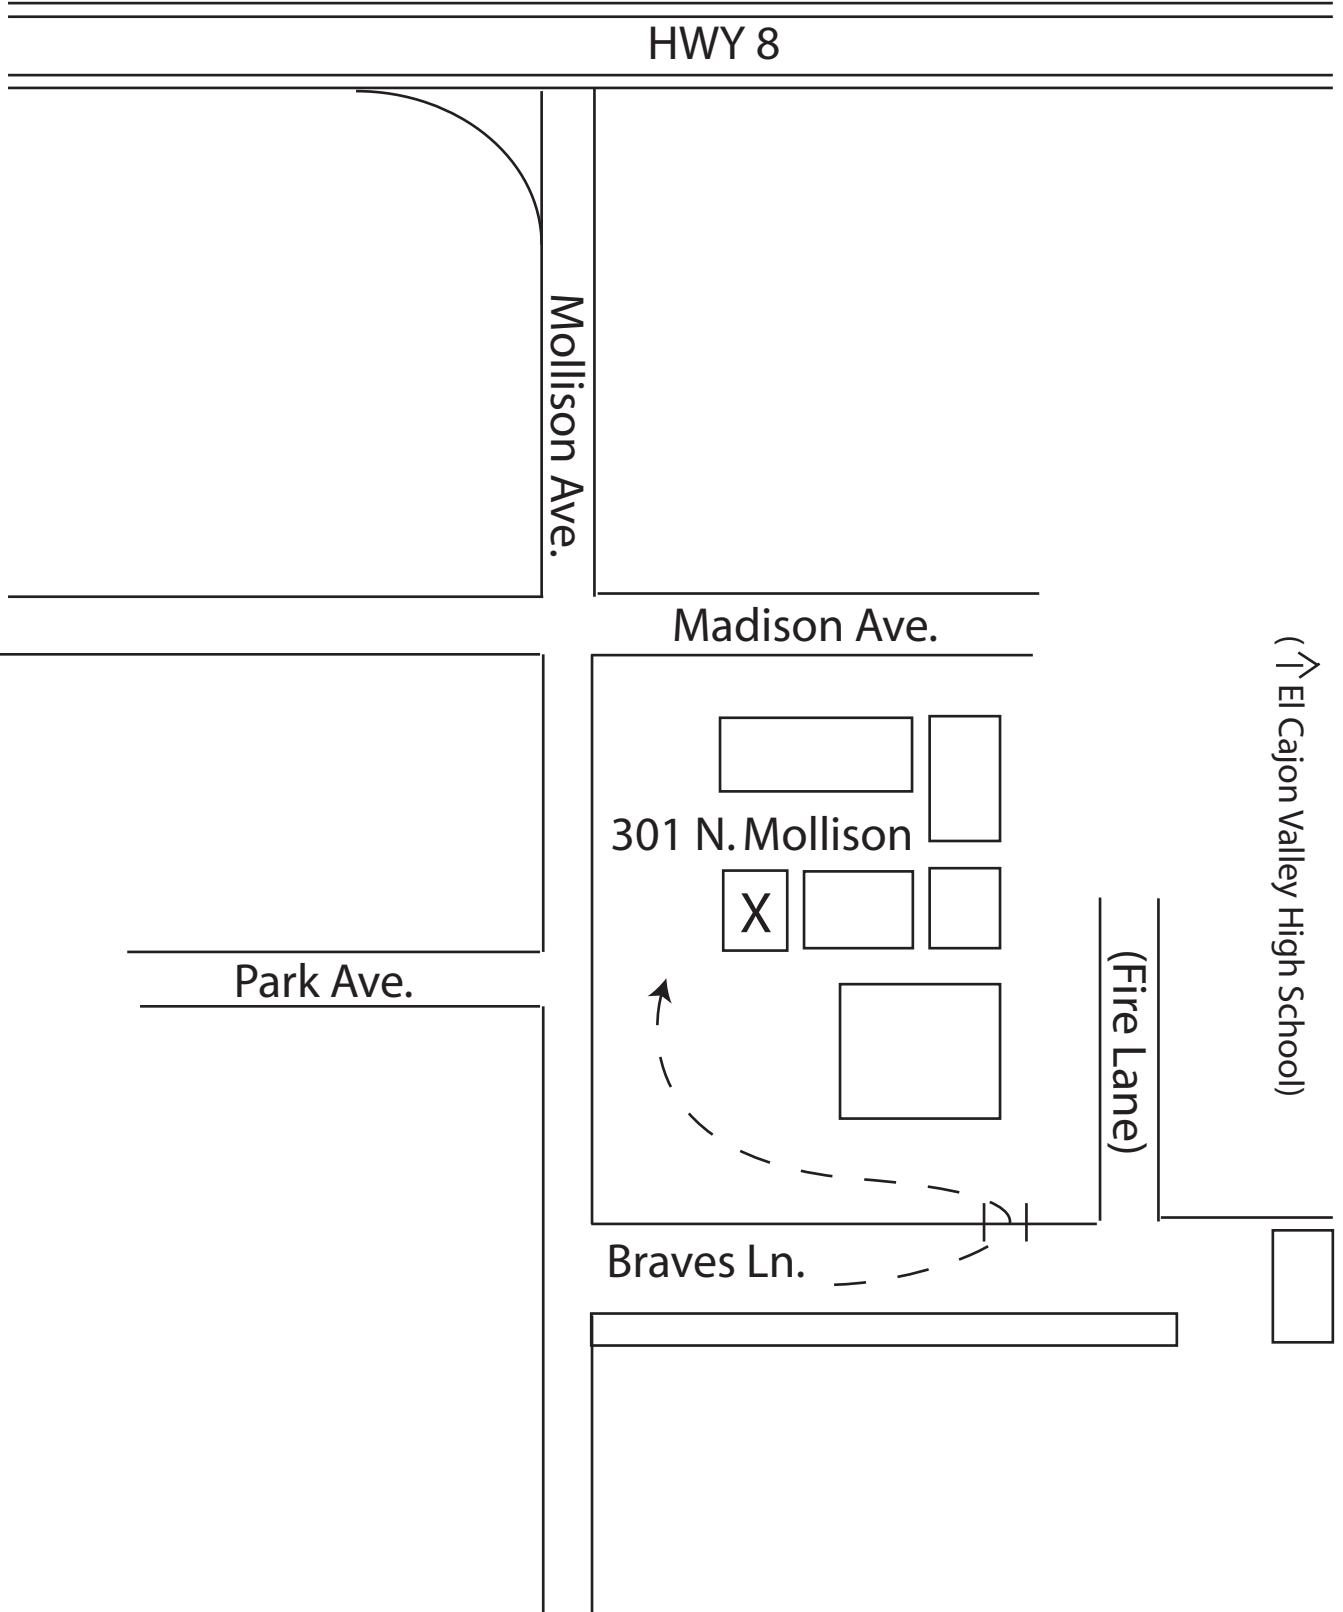 HWY 8
Mollison Ave.
Madison Ave.
301 N. Mollison
X
Park Ave.
(Fire Lane)
( El Cajon Valley High School)
Braves Ln.